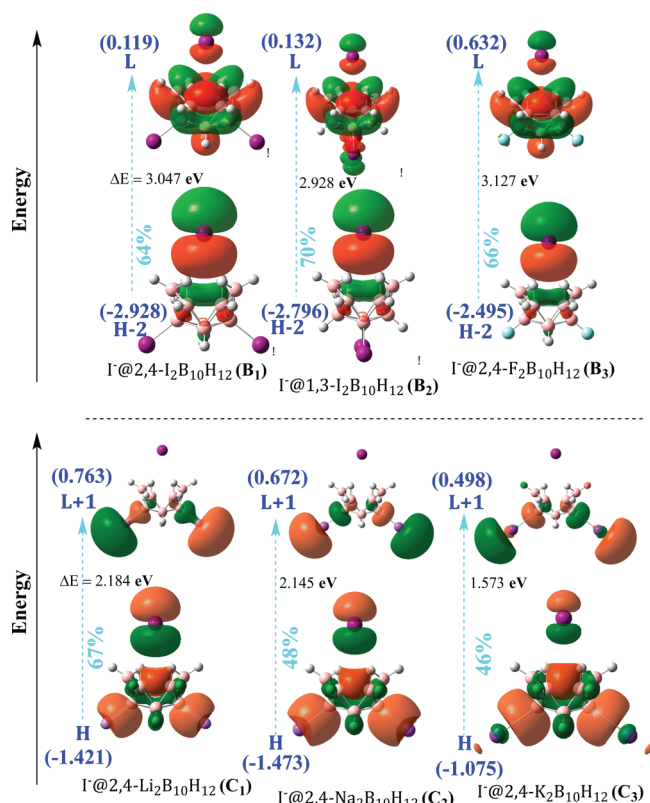 (0.119)
L
(0.132)
L
(0.632)
L
Energy
!
!
ΔE = 3.047 eV
2.928 eV
3.127 eV
64%
70%
66%
(-2.928)
H-2
(-2.796)
H-2
(-2.495)
H-2
!
!
I⁻@2,4-I₂B₁₀H₁₂ (B₁)
I⁻@1,3-I₂B₁₀H₁₂ (B₂)
I⁻@2,4-F₂B₁₀H₁₂ (B₃)
(0.763)
L+1
(0.672)
L+1
(0.498)
L+1
Energy
ΔE = 2.184 eV
2.145 eV
1.573 eV
67%
48%
46%
H
(-1.421)
H
(-1.473)
H
(-1.075)
I⁻@2,4-Li₂B₁₀H₁₂ (C₁)
I⁻@2,4-Na₂B₁₀H₁₂ (C₂)
I⁻@2,4-K₂B₁₀H₁₂ (C₃)